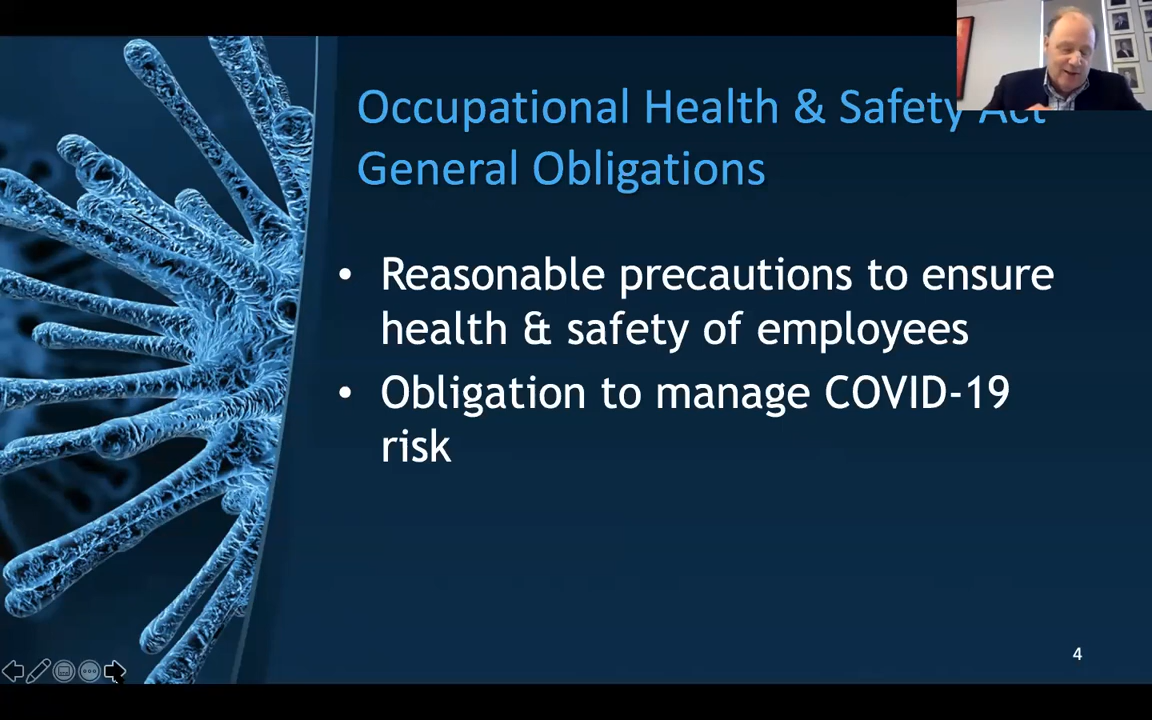 Occupational Health & Safety Act
General Obligations
• Reasonable precautions to ensure
health & safety of employees
• Obligation to manage COVID-19
risk
4